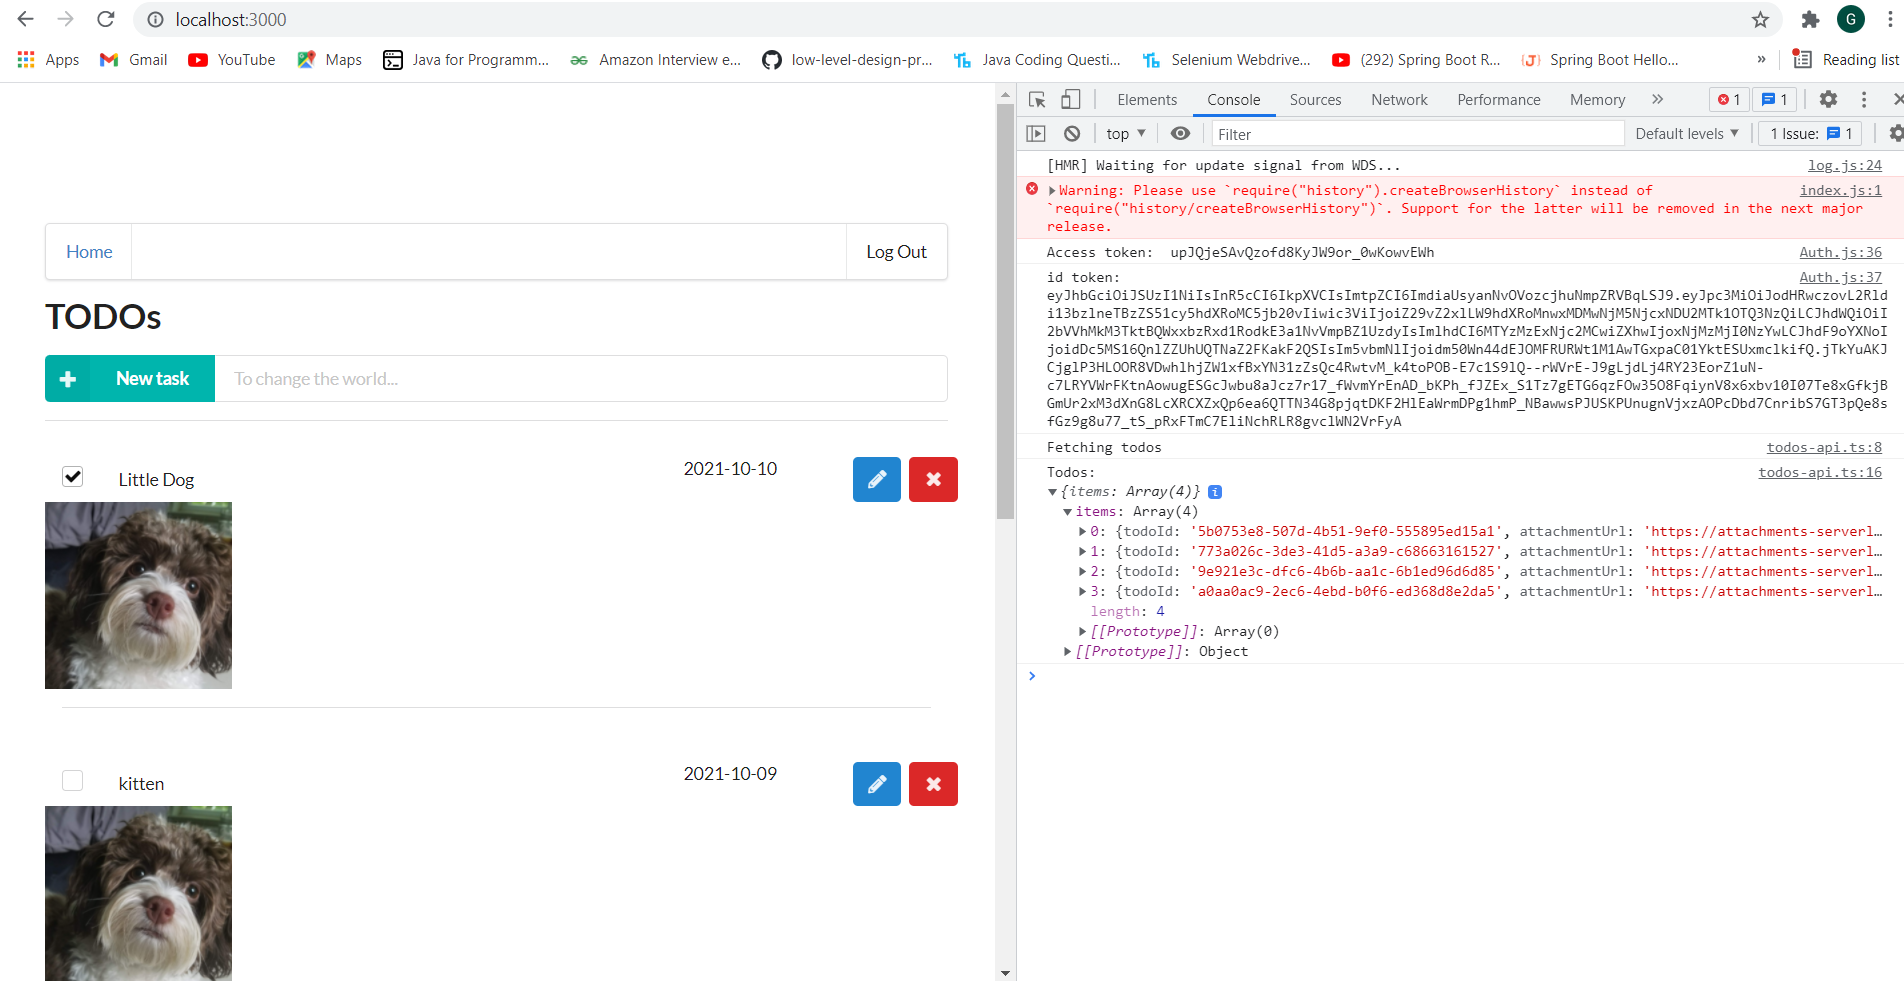 localhost:3000
G
Apps
Gmail
YouTube
Maps
Java for Programm...
Amazon Interview e...
low-level-design-pr...
Java Coding Questi...
Selenium Webdrive...
(292) Spring Boot R...
Spring Boot Hello...
»
Reading list
Home
Log Out
TODOs
New task
To change the world...
Little Dog
2021-10-10
kitten
2021-10-09
Elements
Console
Sources
Network
Performance
Memory
1
1
top
Filter
Default levels
1 Issue: 1
[HMR] Waiting for update signal from WDS... log.js:24
Warning: Please use `require("history").createBrowserHistory` instead of index.js:1
`require("history/createBrowserHistory")`. Support for the latter will be removed in the next major
release.
Access token: upJQjeSAvQzofd8KyJW9or_0wKowvEWh Auth.js:36
id token: Auth.js:37
Fetching todos todos-api.ts:8
Todos: todos-api.ts:16
{items: Array(4)}
items: Array(4)
0: {todoId: '5b0753e8-507d-4b51-9ef0-555895ed15a1', attachmentUrl: 'https://attachments-serverl…
1: {todoId: '773a026c-3de3-41d5-a3a9-c68663161527', attachmentUrl: 'https://attachments-serverl…
2: {todoId: '9e921e3c-dfc6-4b6b-aa1c-6b1ed96d6d85', attachmentUrl: 'https://attachments-serverl…
3: {todoId: 'a0aa0ac9-2ec6-4ebd-b0f6-ed368d8e2da5', attachmentUrl: 'https://attachments-serverl…
length: 4
[[Prototype]]: Array(0)
[[Prototype]]: Object